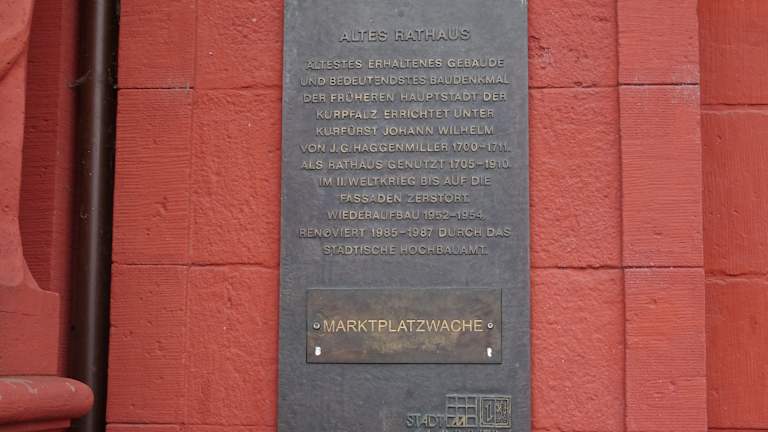 ALTES RATHAUS
ÄLTESTES ERHALTENES GEBÄUDE
UND BEDEUTENDSTES BAUDENKMAL
DER FRÜHEREN HAUPTSTADT DER
KURPFALZ. ERRICHTET UNTER
KURFÜRST JOHANN WILHELM
VON J.G. HAGGENMILLER 1700-1711.
ALS RATHAUS GENUTZT 1705-1910.
IM II. WELTKRIEG BIS AUF DIE
FASSADEN ZERSTÖRT.
WIEDERAUFBAU 1952-1954.
RENOVIERT 1985-1987 DURCH DAS
STÄDTISCHE HOCHBAUAMT.
MARKTPLATZWACHE
STADT